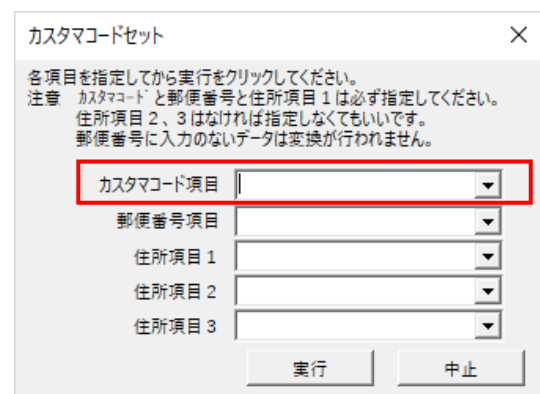 カスタマコードセット
各項目を指定してから実行をクリックしてください。
注意 ｶｽﾀﾏｺｰﾄﾞと郵便番号と住所項目１は必ず指定してください。
住所項目２、３はなければ指定しなくてもいいです。
郵便番号に入力のないデータは変換が行われません。
カスタマコード項目
郵便番号項目
住所項目１
住所項目２
住所項目３
実行 中止